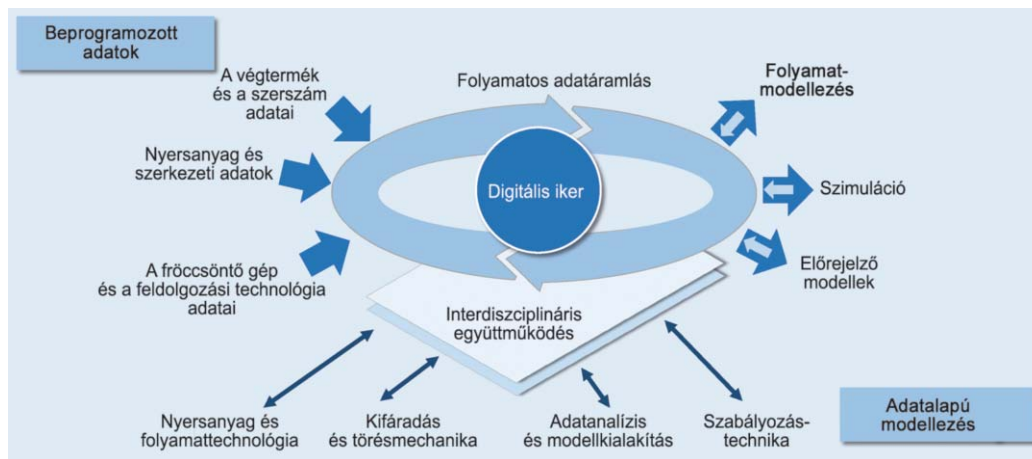 Beprogramozott
adatok
A végtermék
és a szerszám
adatai
Folyamatos adatáramlás
Folyamat-
modellezés
Nyersanyag és
szerkezeti adatok
Digitális iker
Szimuláció
A fröccsöntő gép
és a feldolgozási technológia
adatai
Előrejelző
modellek
Interdiszciplináris
együttműködés
Nyersanyag és
folyamattechnológia
Kifáradás
és törésmechanika
Adatanalízis
és modellkialakítás
Szabályozás-
technika
Adatalapú
modellezés